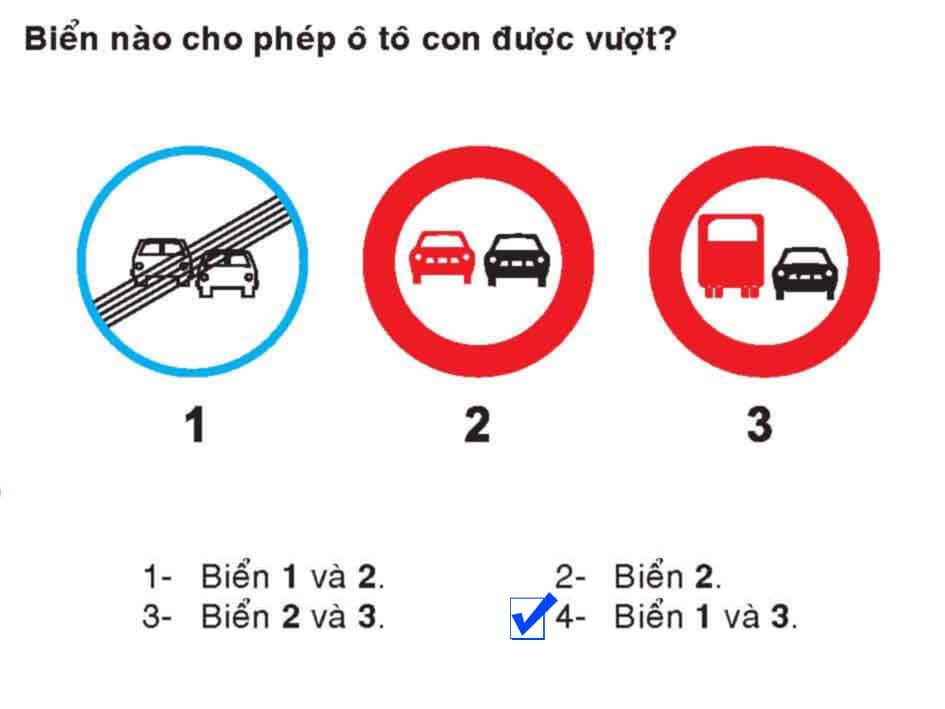 Biển nào cho phép ô tô con được vượt?
1 2 3
1- Biển 1 và 2. 2- Biển 2.
3- Biển 2 và 3. 4- Biển 1 và 3.